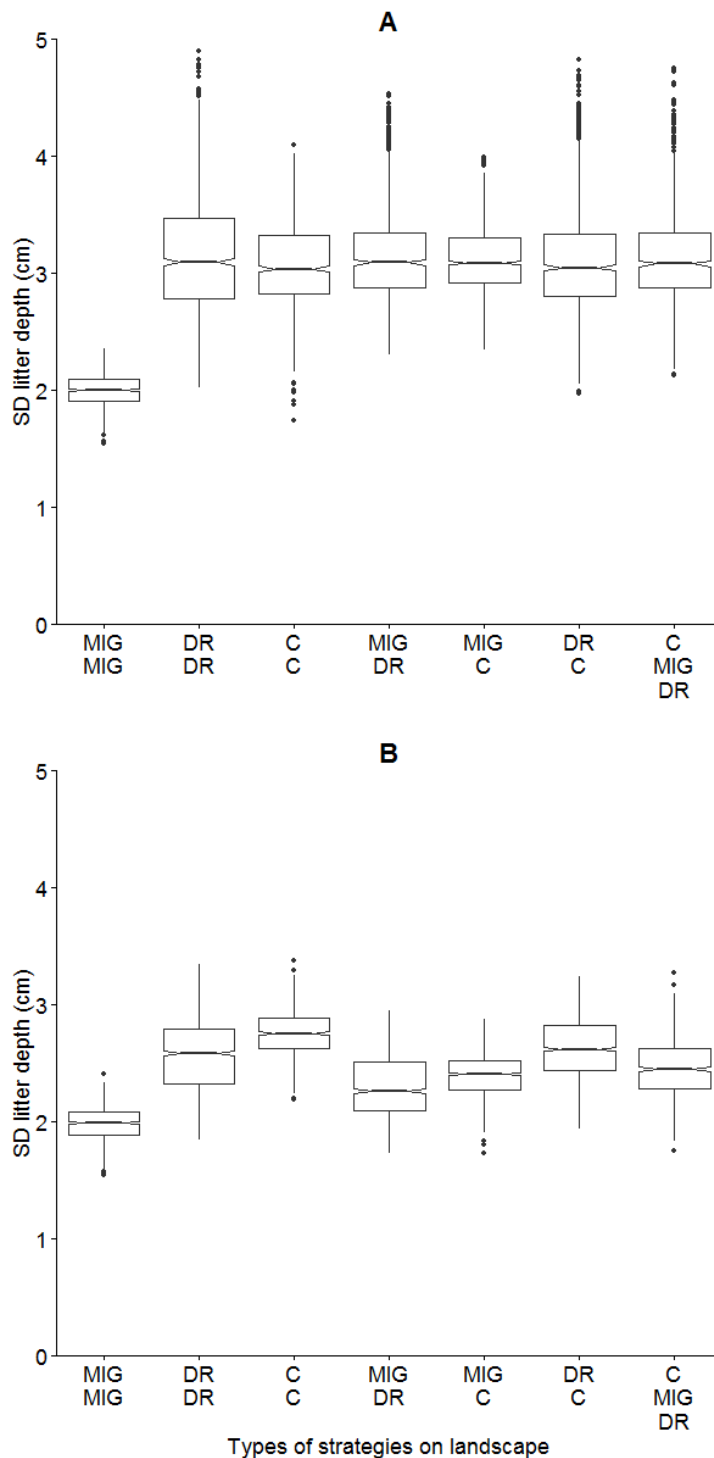 A
5
4
3
2
1
0
SD litter depth (cm)
MIG DR C MIG MIG DR C
MIG DR C DR C C MIG
DR
B
5
4
3
2
1
0
SD litter depth (cm)
MIG DR C MIG MIG DR C
MIG DR C DR C C MIG
DR
Types of strategies on landscape